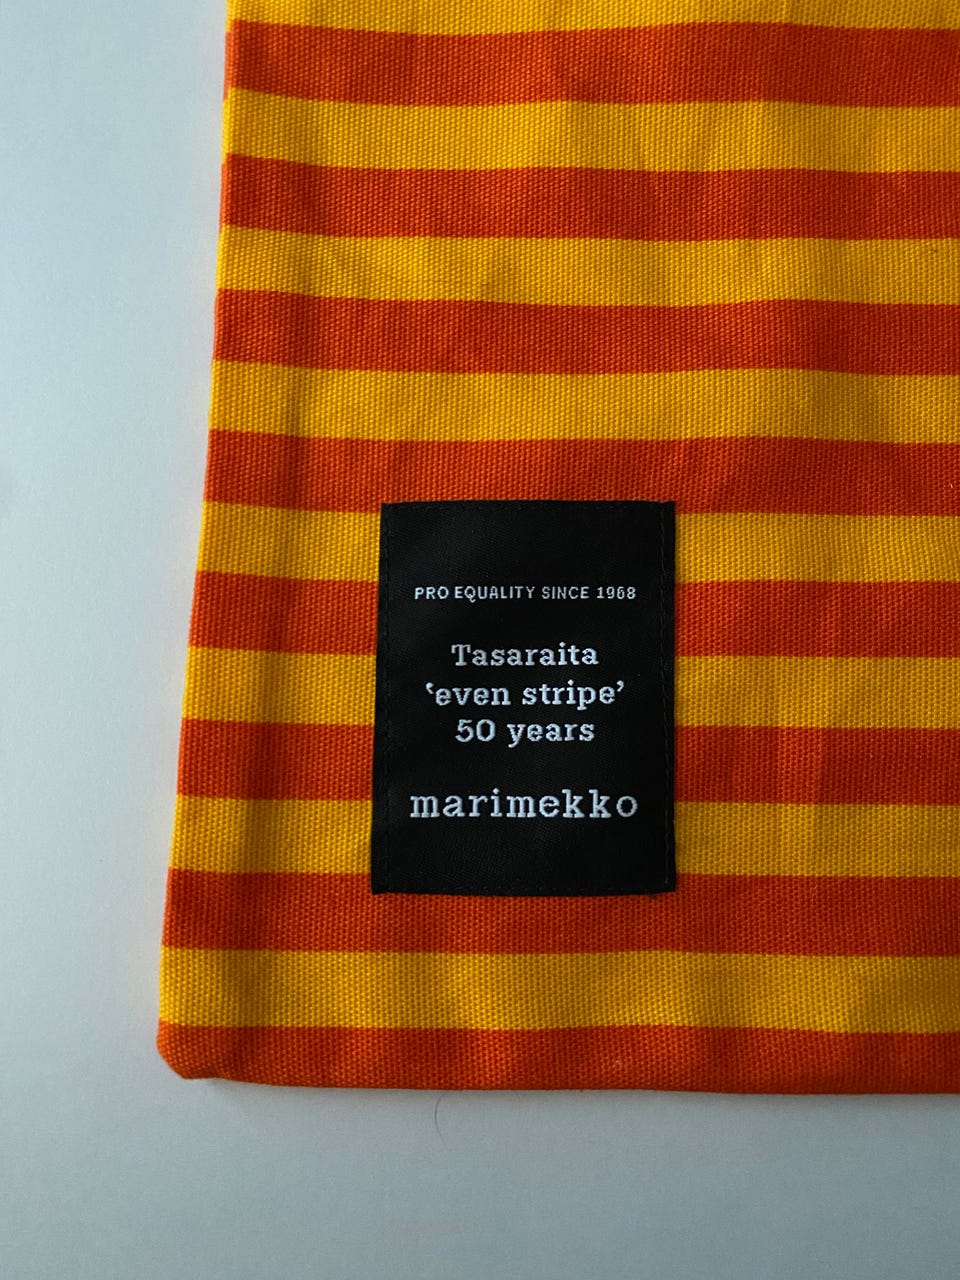 PRO EQUALITY SINCE 1968
Tasaraita
‘even stripe’
50 years
marimekko